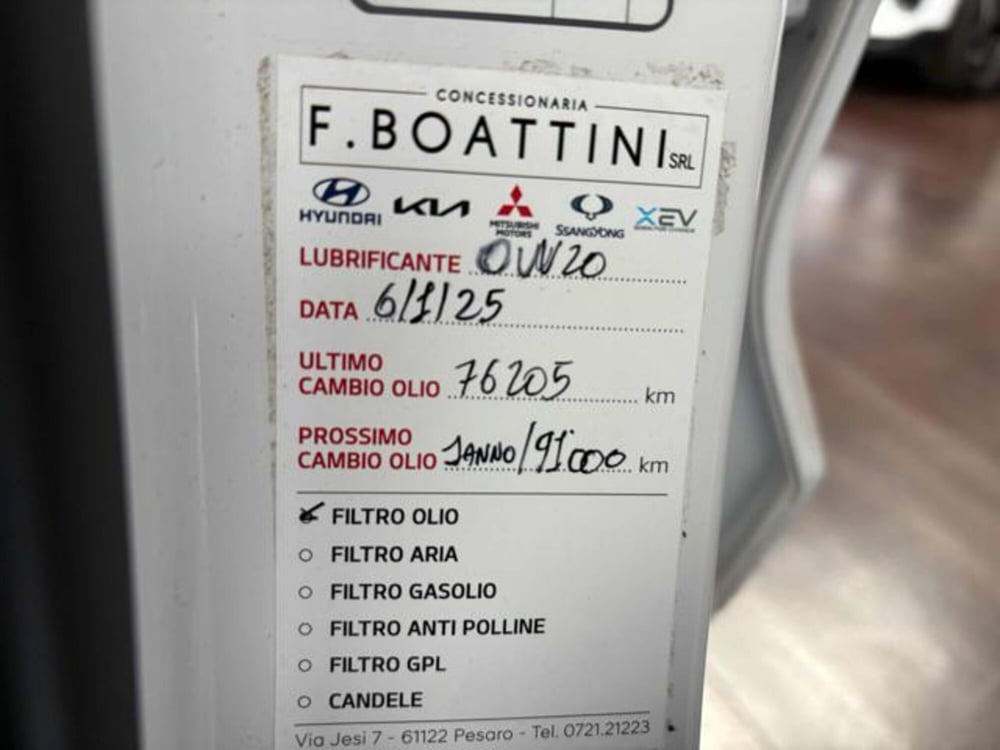 CONCESSIONARIA
F. BOATTINI SRL
HYUNDAI KIA MITSUBISHI MOTORS SSANGYONG XEV
LUBRIFICANTE 0W20
DATA 6/1/25
ULTIMO
CAMBIO OLIO 76205 km
PROSSIMO
CAMBIO OLIO 1ANNO/91'000 km
FILTRO OLIO
FILTRO ARIA
FILTRO GASOLIO
FILTRO ANTI POLLINE
FILTRO GPL
CANDELE
Via Jesi 7 - 61122 Pesaro - Tel. 0721.21223